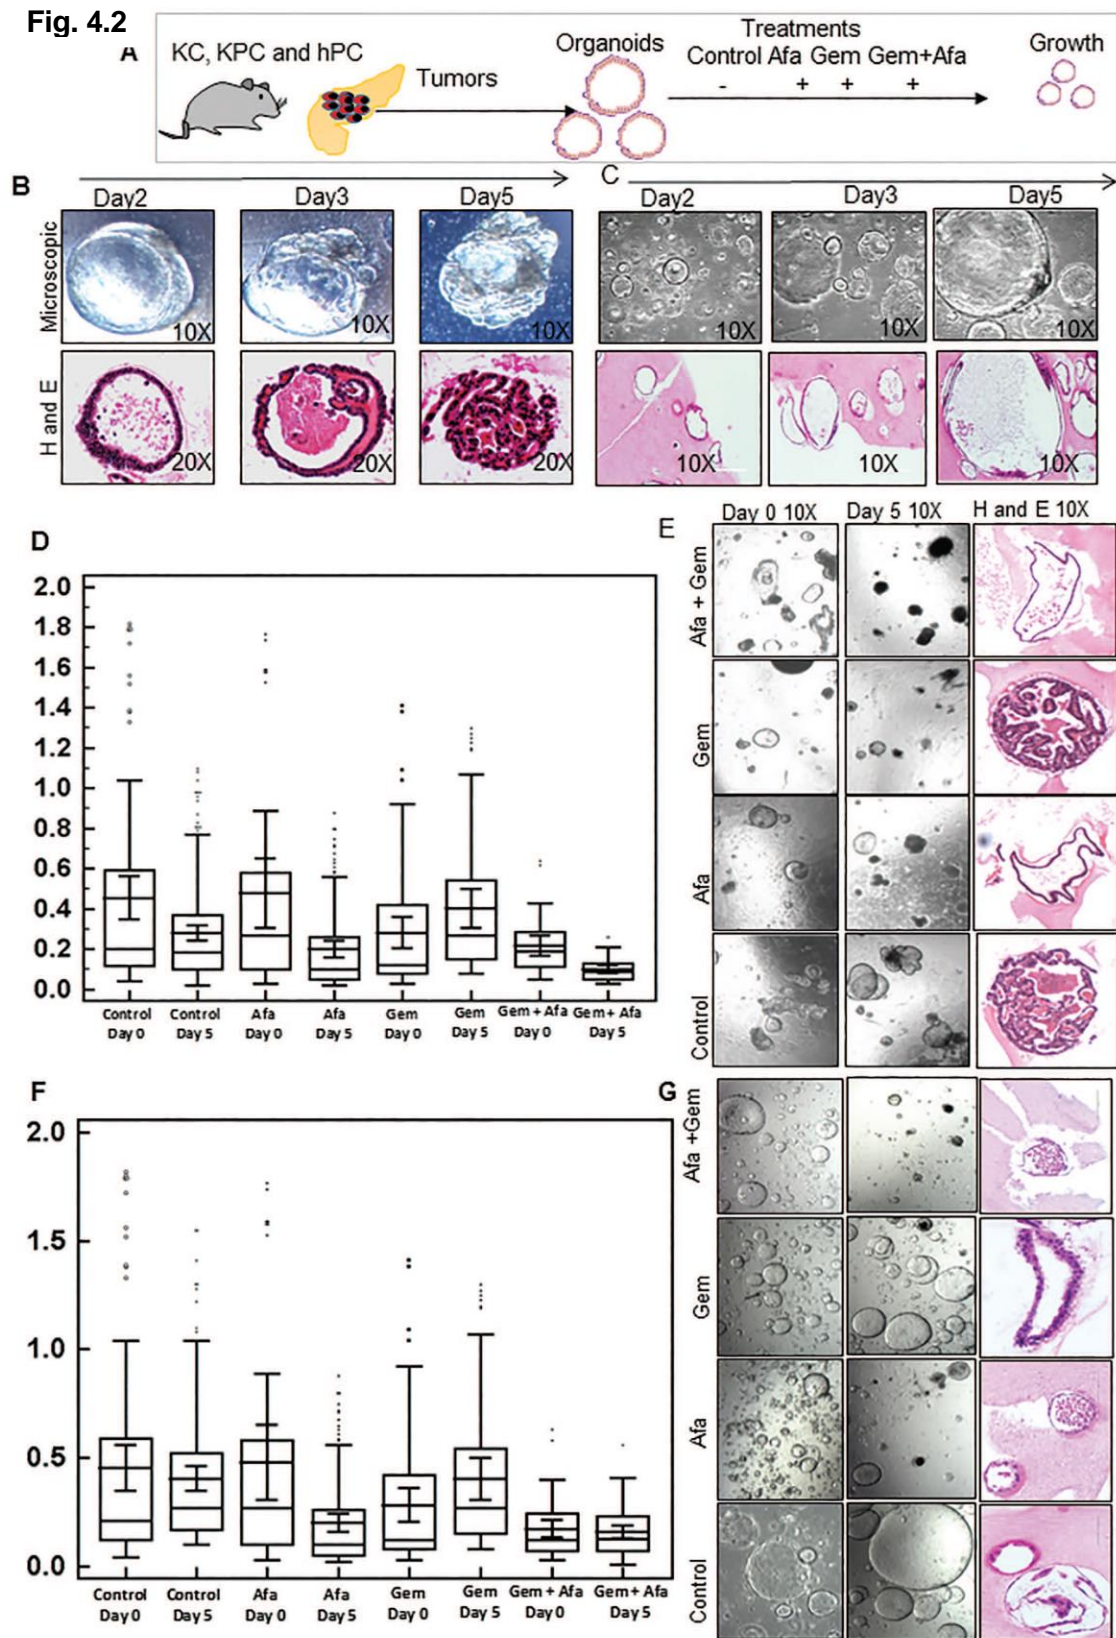 Fig. 4.2
A
KC, KPC and hPC
Tumors
Organoids
Treatments
Control Afa Gem Gem+Afa
- + + +
Growth
B
Day2 Day3 Day5
C
Day2 Day3 Day5
Microscopic
10X 10X 10X 10X 10X 10X
H and E
20X 20X 20X 10X 10X 10X
D
2.0
1.8
1.6
1.4
1.2
1.0
0.8
0.6
0.4
0.2
0.0
Control Day 0
Control Day 5
Afa Day 0
Afa Day 5
Gem Day 0
Gem Day 5
Gem + Afa Day 0
Gem + Afa Day 5
E
Day 0 10X Day 5 10X H and E 10X
Afa + Gem
Gem
Afa
Control
F
2.0
1.5
1.0
0.5
0.0
Control Day 0
Control Day 5
Afa Day 0
Afa Day 5
Gem Day 0
Gem Day 5
Gem + Afa Day 0
Gem + Afa Day 5
G
Afa +Gem
Gem
Afa
Control